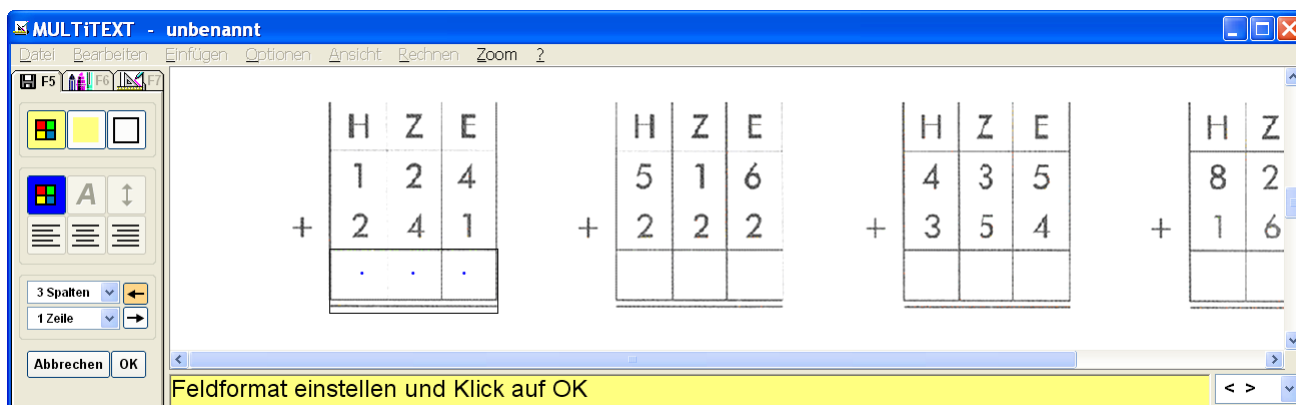 MULTiTEXT - unbenannt
Datei Bearbeiten Einfügen Optionen Ansicht Rechnen Zoom ?
F5 F6 F7
H Z E H Z E H Z E H Z
1 2 4 5 1 6 4 3 5 8 2
+ 2 4 1 + 2 2 2 + 3 5 4 + 1 6
A
3 Spalten
1 Zeile
Abbrechen OK
Feldformat einstellen und Klick auf OK < >